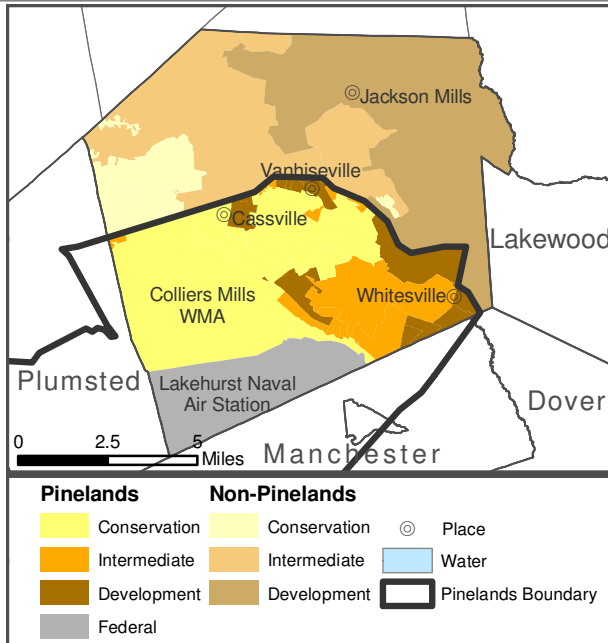 Jackson Mills
Vanhiseville
Cassville
Lakewood
Colliers Mills
WMA
Whitesville
Plumsted
Lakehurst Naval
Air Station
Dover
0 2.5 5
Miles
Manchester
Pinelands Non-Pinelands
Conservation Conservation Place
Intermediate Intermediate Water
Development Development Pinelands Boundary
Federal